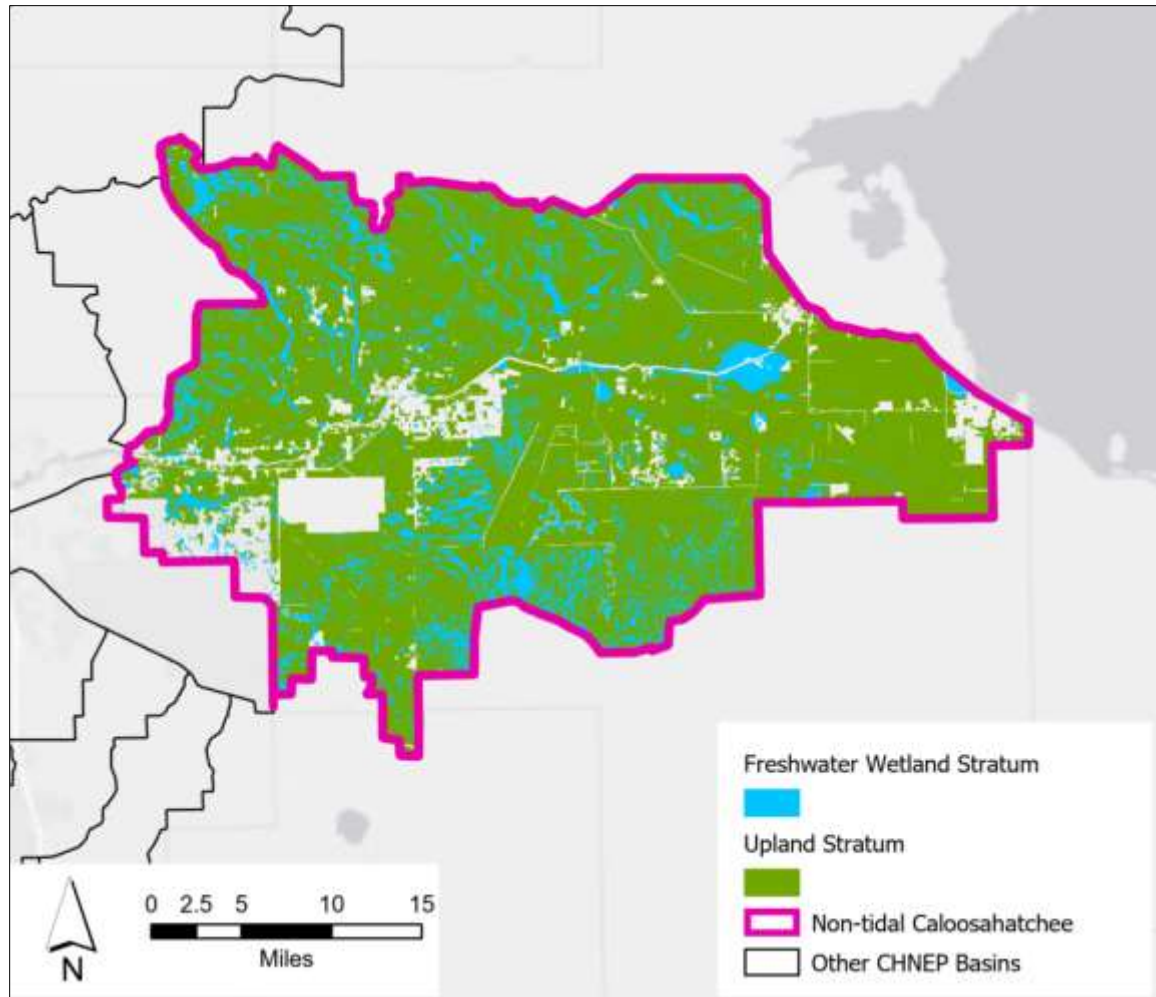 Freshwater Wetland Stratum
Upland Stratum
Non-tidal Caloosahatchee
Other CHNEP Basins
0 2.5 5 10 15
Miles
N